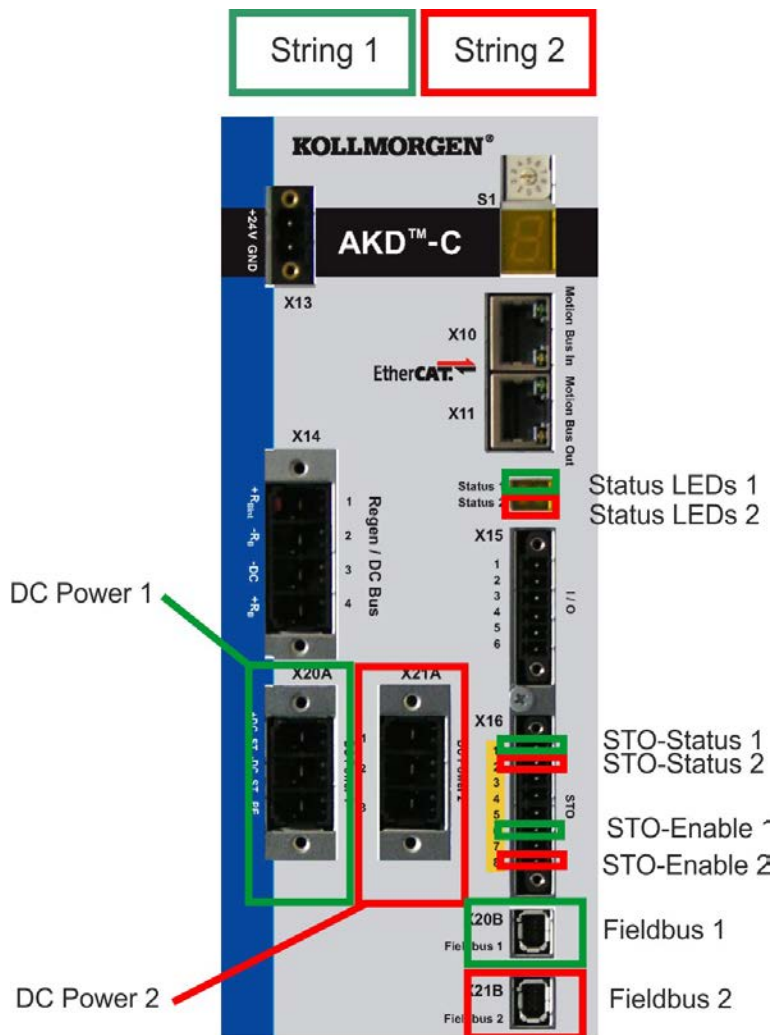 String 1
String 2
KOLLMORGEN®
S1
+24V GND
AKD™-C
X13
X10
Motion Bus In
EtherCAT.
X11
Motion Bus Out
X14
Status 1
Status LEDs 1
Status 2
Status LEDs 2
+RBint -RB -DC +RB
1
2
3
4
Regen / DC Bus
X15
1
2
3
4
5
6
I / O
DC Power 1
X20A
X21A
X16
1
2
3
4
5
7
8
STO
STO-Status 1
STO-Status 2
STO-Enable 1
STO-Enable 2
2
X20B
Fieldbus 1
Fieldbus 1
DC Power 2
X21B
Fieldbus 2
Fieldbus 2